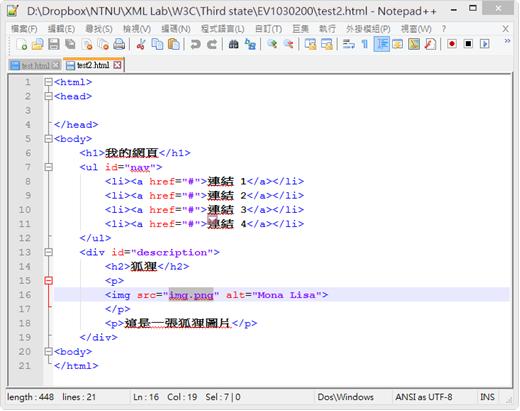 D:\Dropbox\NTNU\XML Lab\W3C\Third state\EV1030200\test2.html - Notepad++
檔案(F) 編輯(E) 尋找(S) 檢視(V) 編碼(N) 程式語言(L) 自訂(T) 巨集 執行 外掛模組(P) 視窗(W) ? X
test.html test2.html
1 <html>
2 <head>
3
4 </head>
5 <body>
6 <h1>我的網頁</h1>
7 <ul id="nav">
8 <li><a href="#">連結 1</a></li>
9 <li><a href="#">連結 2</a></li>
10 <li><a href="#">連結 3</a></li>
11 <li><a href="#">連結 4</a></li>
12 </ul>
13 <div id="description">
14 <h2>狐狸</h2>
15 <p>
16 <img src="img.png" alt="Mona Lisa">
17 </p>
18 <p>這是一張狐狸圖片</p>
19 </div>
20 <body>
21 </html>
length : 448 lines : 21 Ln : 16 Col : 19 Sel : 7 | 0 Dos\Windows ANSI as UTF-8 INS